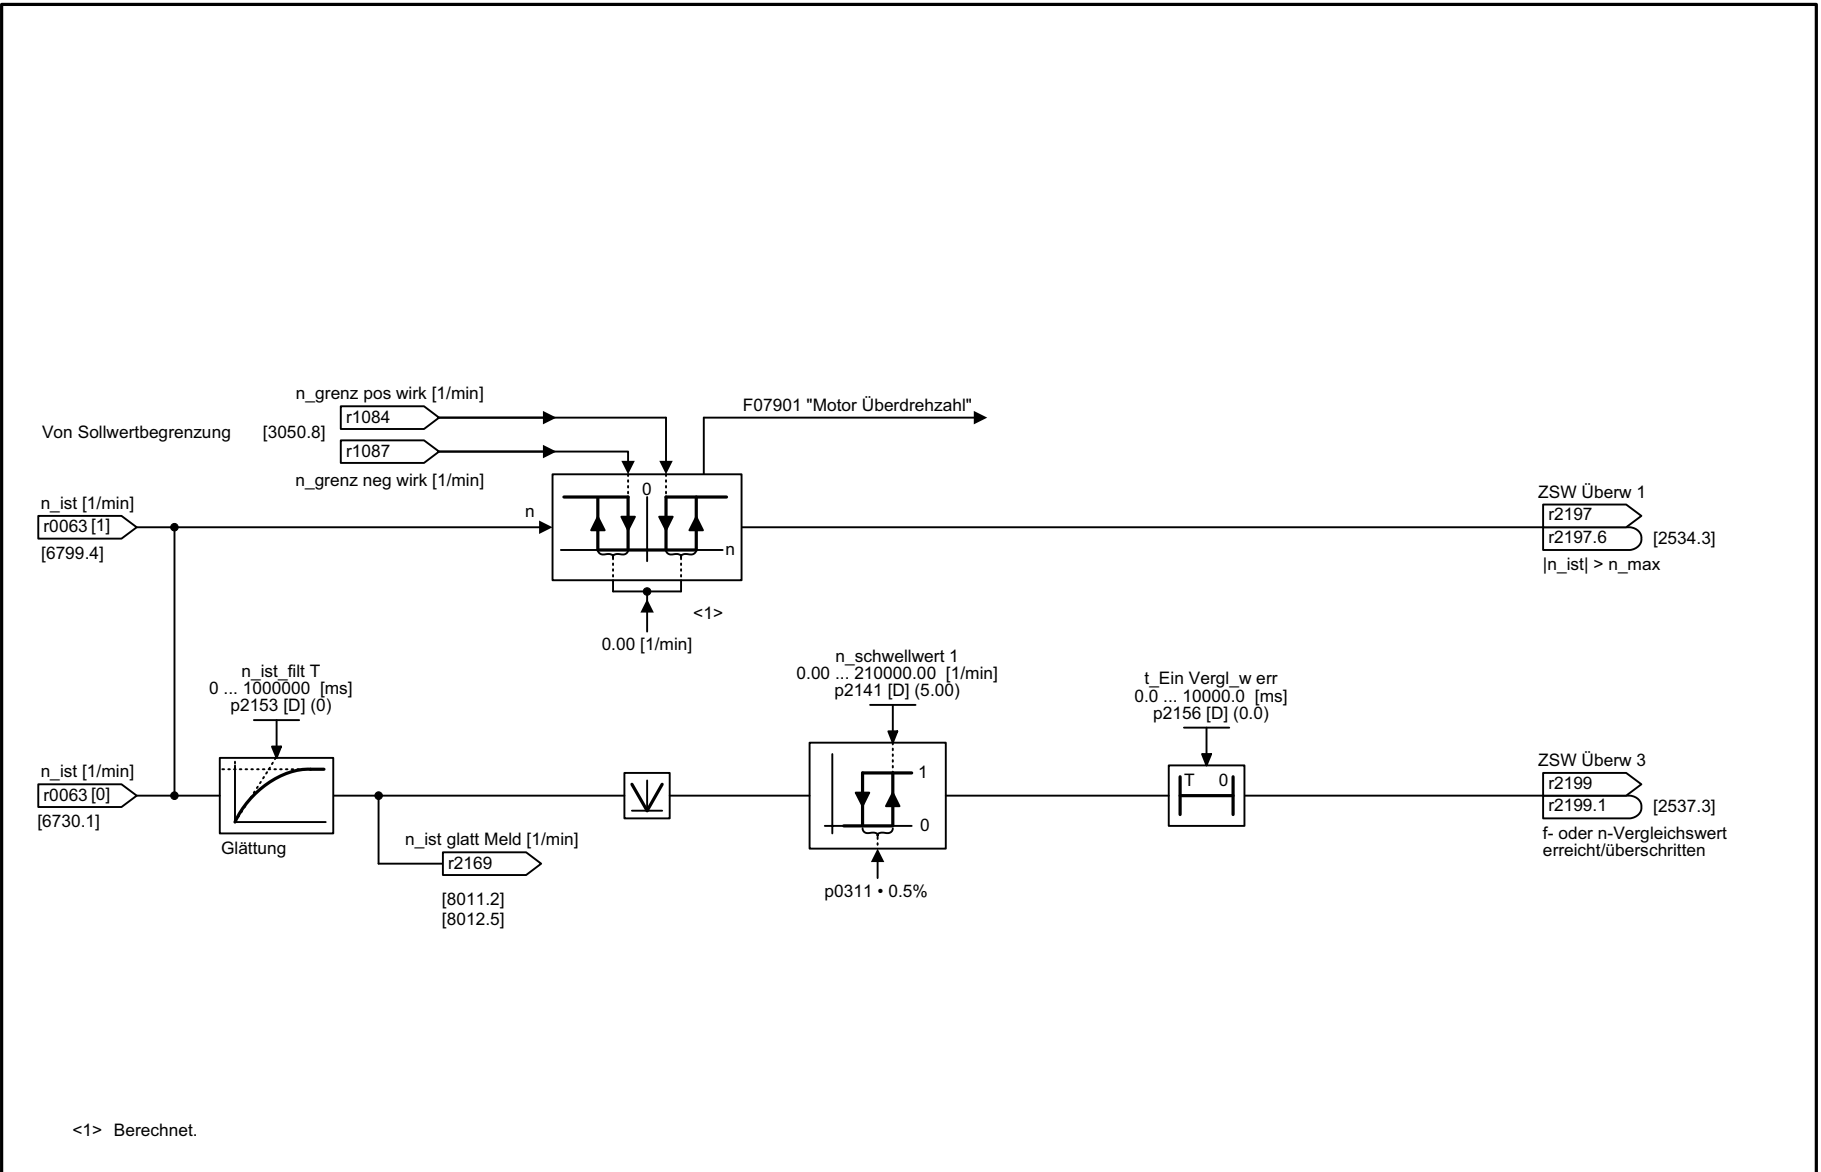 n_grenz pos wirk [1/min]
r1084
F07901 "Motor Überdrehzahl"
Von Sollwertbegrenzung [3050.8]
r1087
n_grenz neg wirk [1/min]
0
n_ist [1/min]
r0063 [1]
[6799.4]
n
n
ZSW Überw 1
r2197
r2197.6 [2534.3]
|n_ist| > n_max
<1>
0.00 [1/min]
n_ist_filt T
0 ... 1000000 [ms]
p2153 [D] (0)
n_schwellwert 1
0.00 ... 210000.00 [1/min]
p2141 [D] (5.00)
t_Ein Vergl_w err
0.0 ... 10000.0 [ms]
p2156 [D] (0.0)
n_ist [1/min]
r0063 [0]
[6730.1]
Glättung
n_ist glatt Meld [1/min]
r2169
[8011.2]
[8012.5]
1
0
p0311 • 0.5%
T 0
ZSW Überw 3
r2199
r2199.1 [2537.3]
f- oder n-Vergleichswert
erreicht/überschritten
<1> Berechnet.